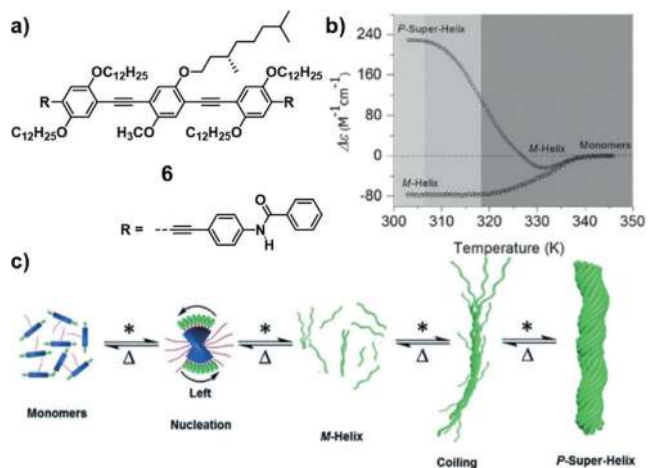 a)
OC12H25
OC12H25
R
O
R
C12H25O
H3CO
C12H25O
6
R =
O
N
H
b)
P-Super-Helix
M-Helix
Monomers
M-Helix
Δε (M-1cm-1)
240
160
80
0
-80
300 310 320 330 340 350
Temperature (K)
c)
* * * *
Δ Δ Δ Δ
Left
Monomers
Nucleation
M-Helix
Coiling
P-Super-Helix